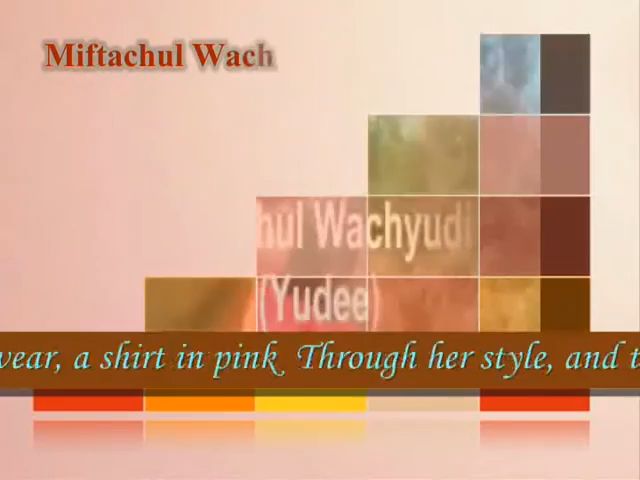 Miftachul Wach
hul Wachyudi
(Yudee)
wear, a shirt in pink. Through her style, and t